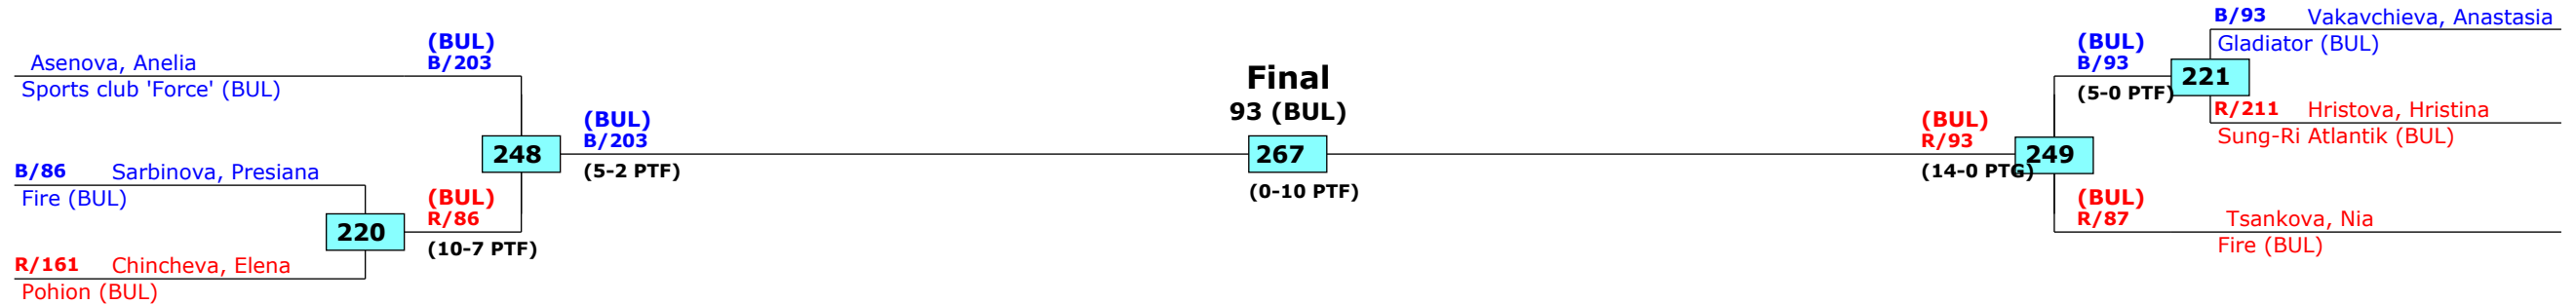 Asenova, Anelia
Sports club 'Force' (BUL)
(BUL)
B/203
B/86 Sarbinova, Presiana
Fire (BUL)
220
R/161 Chincheva, Elena
Pohion (BUL)
(BUL)
R/86
(10-7 PTF)
248
(BUL)
B/203
(5-2 PTF)
Final
93 (BUL)
267
(0-10 PTF)
(BUL)
R/93
(14-0 PTG)
249
(BUL)
B/93
(5-0 PTF)
221
B/93 Vakavchieva, Anastasia
Gladiator (BUL)
R/211 Hristova, Hristina
Sung-Ri Atlantik (BUL)
(BUL)
R/87
Tsankova, Nia
Fire (BUL)